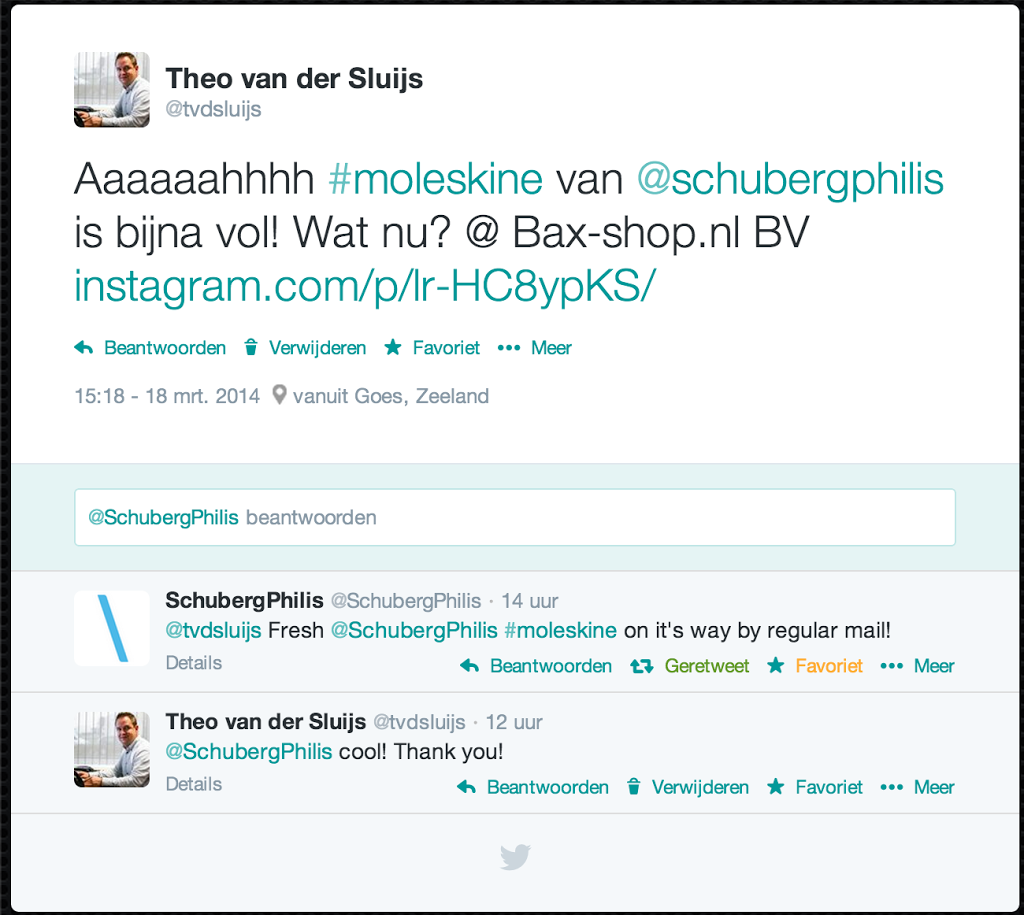 Theo van der Sluijs
@tvdsluijs
Aaaaaahhhh #moleskine van @schubergphilis
is bijna vol! Wat nu? @ Bax-shop.nl BV
instagram.com/p/lr-HC8ypKS/
Beantwoorden Verwijderen Favoriet ••• Meer
15:18 - 18 mrt. 2014 vanuit Goes, Zeeland
@SchubergPhilis beantwoorden
SchubergPhilis @SchubergPhilis · 14 uur
@tvdsluijs Fresh @SchubergPhilis #moleskine on it's way by regular mail!
Details Beantwoorden Geretweet Favoriet ••• Meer
Theo van der Sluijs @tvdsluijs · 12 uur
@SchubergPhilis cool! Thank you!
Details Beantwoorden Verwijderen Favoriet ••• Meer